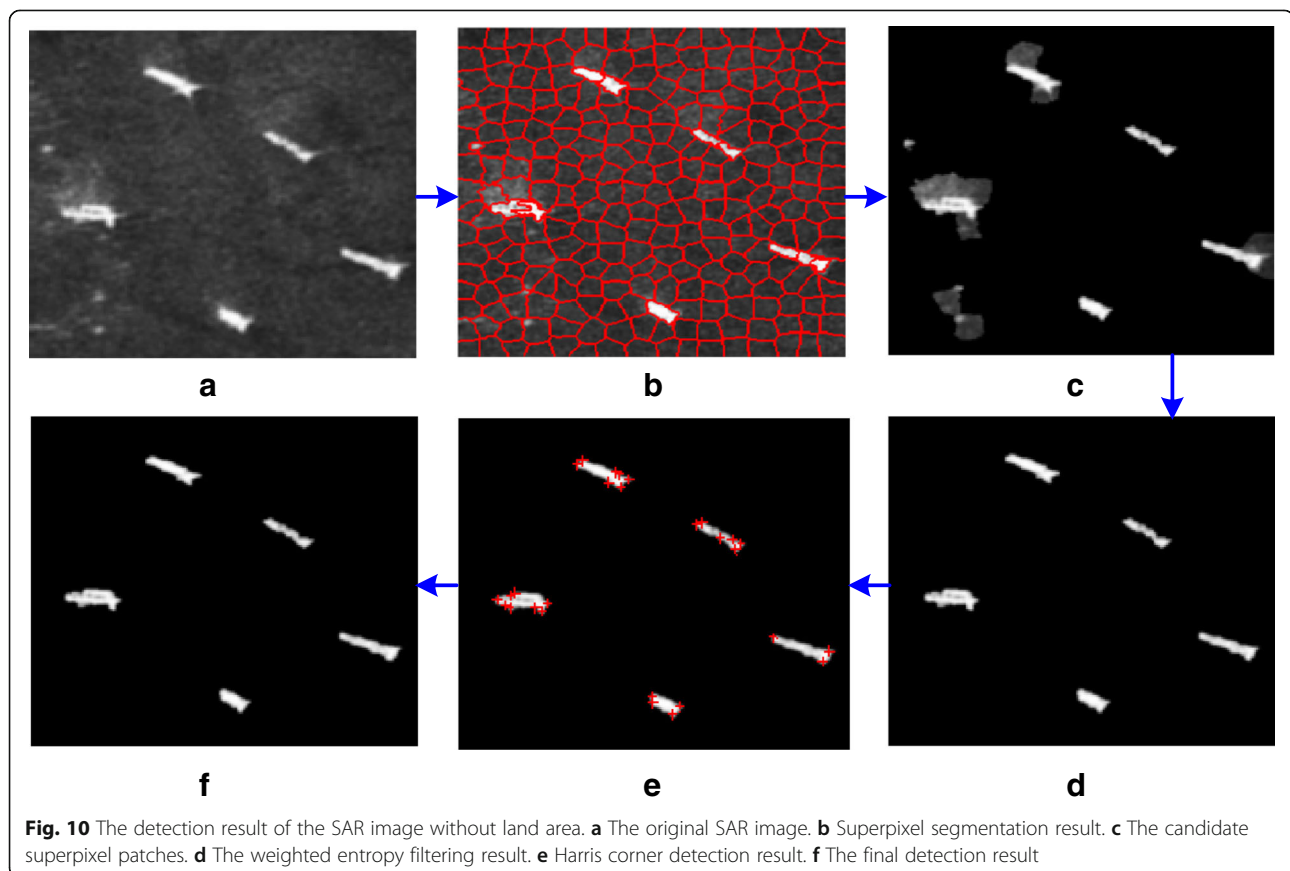 a
b
c
f
e
d
Fig. 10 The detection result of the SAR image without land area. a The original SAR image. b Superpixel segmentation result. c The candidate
superpixel patches. d The weighted entropy filtering result. e Harris corner detection result. f The final detection result